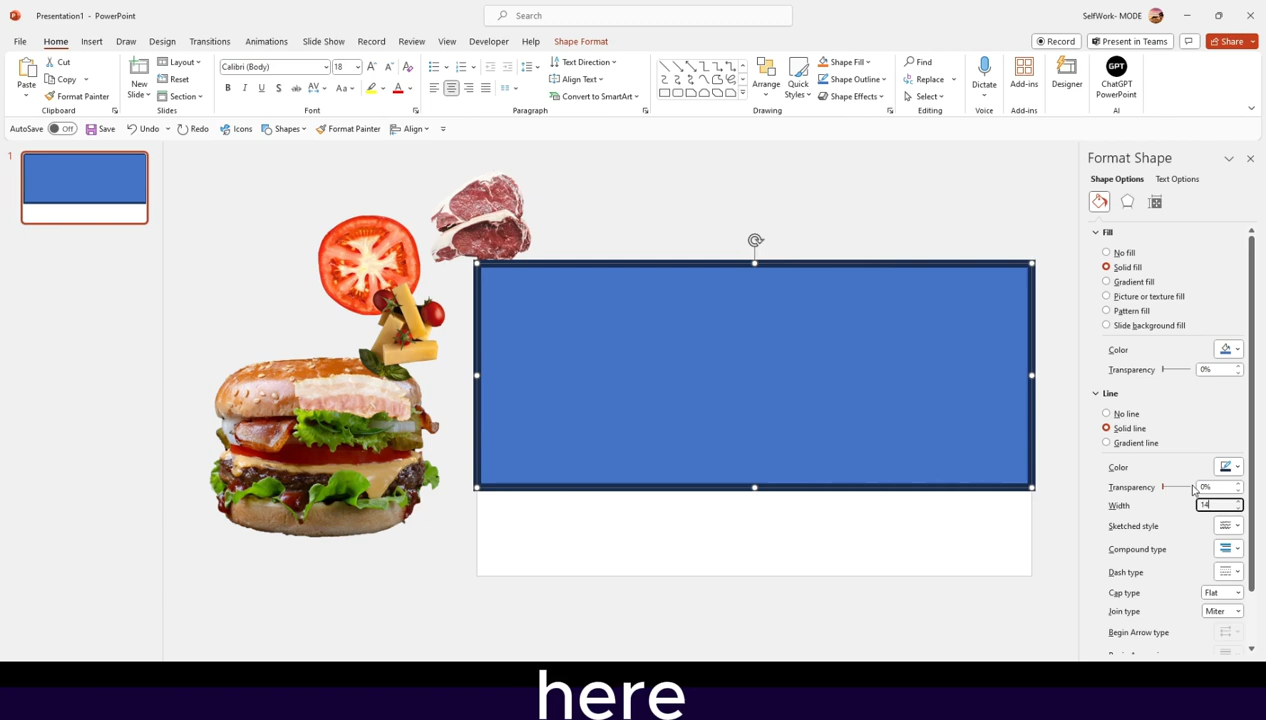 Presentation1 - PowerPoint
Search
SelfWork- MODE
File Home Insert Draw Design Transitions Animations Slide Show Record Review View Developer Help Shape Format
Record Present in Teams Share
Paste Cut Copy Format Painter
Clipboard
New Slide Layout Reset Section
Slides
Calibri (Body) 18
B I U S ab AV Aa A
Font
Text Direction
Align Text
Convert to SmartArt
Paragraph
Arrange Quick Styles
Shape Fill
Shape Outline
Shape Effects
Drawing
Find
Replace
Select
Editing
Dictate
Voice
Add-ins
Add-ins
Designer
GPT
ChatGPT PowerPoint
AI
AutoSave Off Save Undo Redo Icons Shapes Format Painter Align
1
Format Shape
Shape Options Text Options
Fill
No fill
Solid fill
Gradient fill
Picture or texture fill
Pattern fill
Slide background fill
Color
Transparency 0%
Line
No line
Solid line
Gradient line
Color
Transparency 0%
Width 14
Sketched style
Compound type
Dash type
Cap type Flat
Join type Miter
Begin Arrow type
here